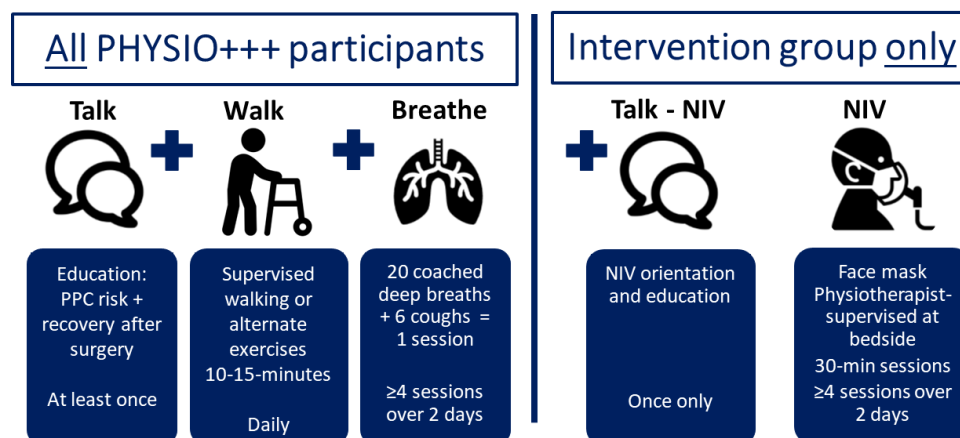 All PHYSIO+++ participants
Talk
Walk
Breathe
Education:
PPC risk +
recovery after
surgery
At least once
Supervised
walking or
alternate
exercises
10-15-minutes
Daily
20 coached
deep breaths
+ 6 coughs =
1 session
≥4 sessions
over 2 days
Intervention group only
Talk - NIV
NIV
NIV orientation
and education
Once only
Face mask
Physiotherapist-
supervised at
bedside
30-min sessions
≥4 sessions over
2 days